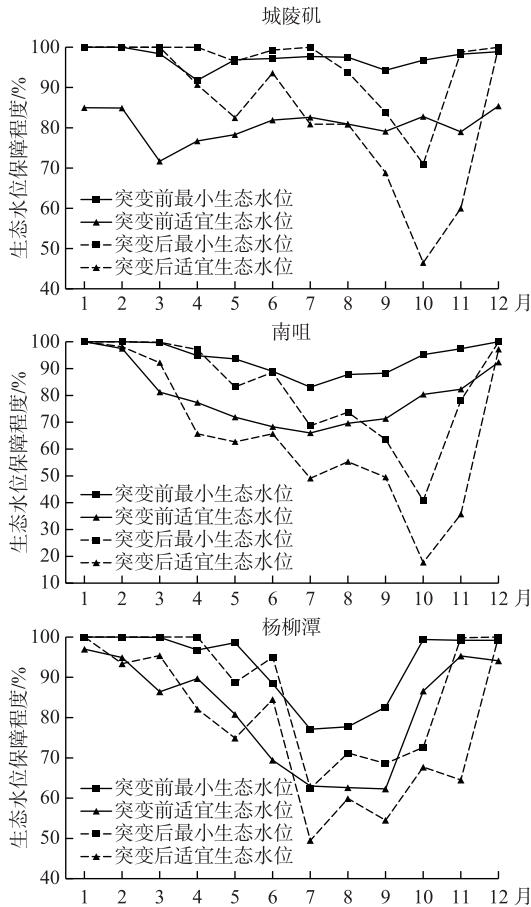 城陵矶
生态水位保障程度/%
100
90
80
70
60
50
40
突变前最小生态水位
突变前适宜生态水位
突变后最小生态水位
突变后适宜生态水位
1 2 3 4 5 6 7 8 9 10 11 12 月
南咀
生态水位保障程度/%
100
90
80
70
60
50
40
30
20
10
突变前最小生态水位
突变前适宜生态水位
突变后最小生态水位
突变后适宜生态水位
1 2 3 4 5 6 7 8 9 10 11 12 月
杨柳潭
生态水位保障程度/%
100
90
80
70
60
50
40
突变前最小生态水位
突变前适宜生态水位
突变后最小生态水位
突变后适宜生态水位
1 2 3 4 5 6 7 8 9 10 11 12 月